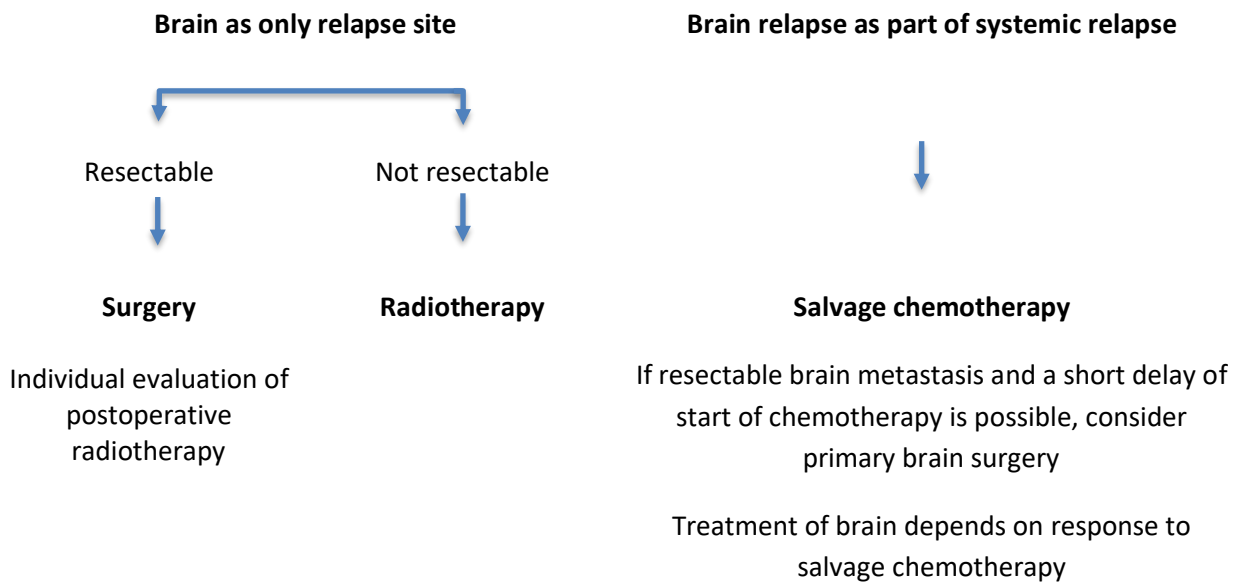 Brain as only relapse site
Resectable
Not resectable
Surgery
Radiotherapy
Individual evaluation of
postoperative
radiotherapy
Brain relapse as part of systemic relapse
Salvage chemotherapy
If resectable brain metastasis and a short delay of
start of chemotherapy is possible, consider
primary brain surgery
Treatment of brain depends on response to
salvage chemotherapy